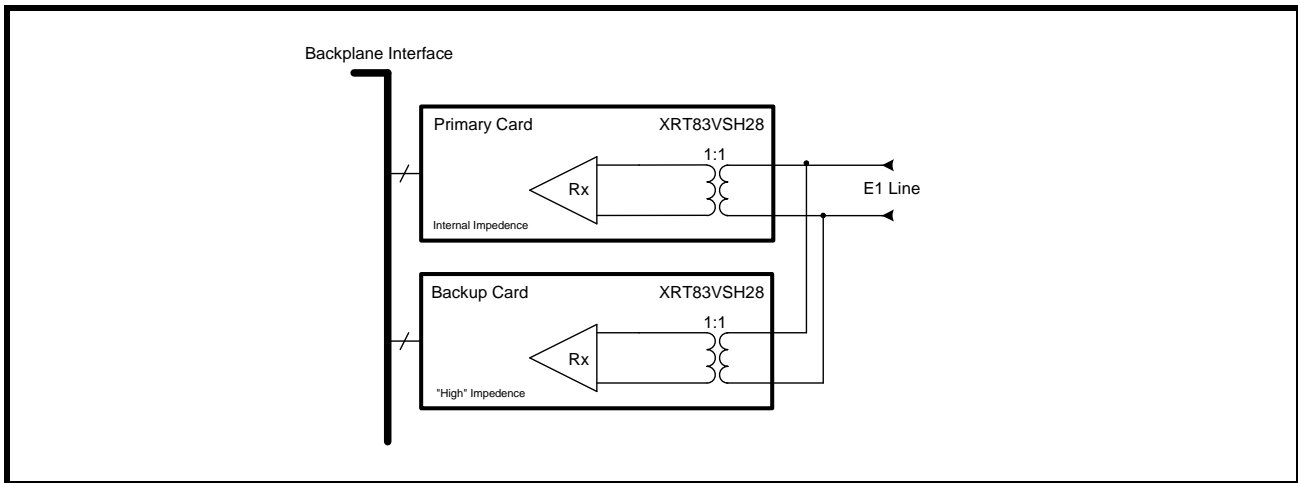 Backplane Interface
Primary Card XRT83VSH28
1:1
Rx
E1 Line
Internal Impedence
Backup Card XRT83VSH28
1:1
Rx
"High" Impedence